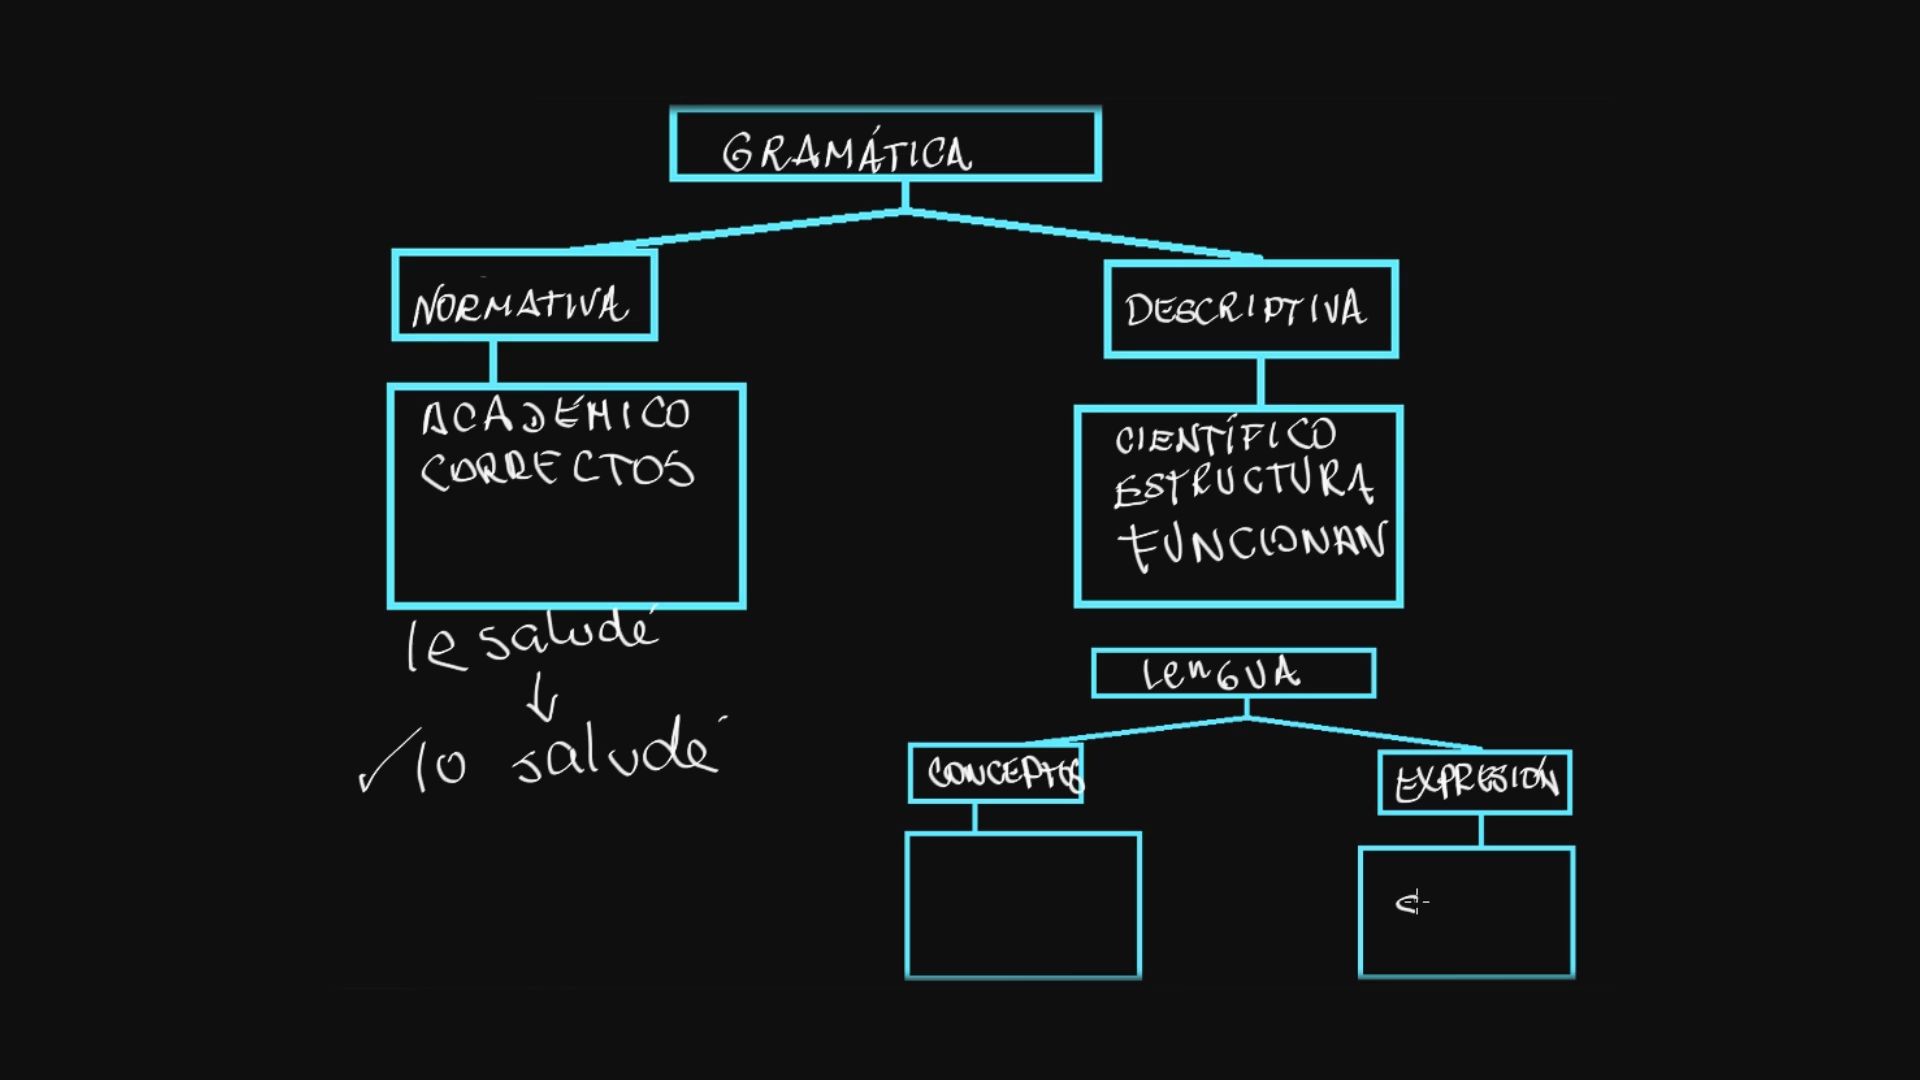 GRAMÁTICA
NORMATIVA
ACADÉMICO
CORRECTOS
le saludé
lo saludé
DESCRIPTIVA
CIENTÍFICO
ESTRUCTURA
FUNCIONAN
LenGUA
CONCEPTOS
EXPRESIÓN